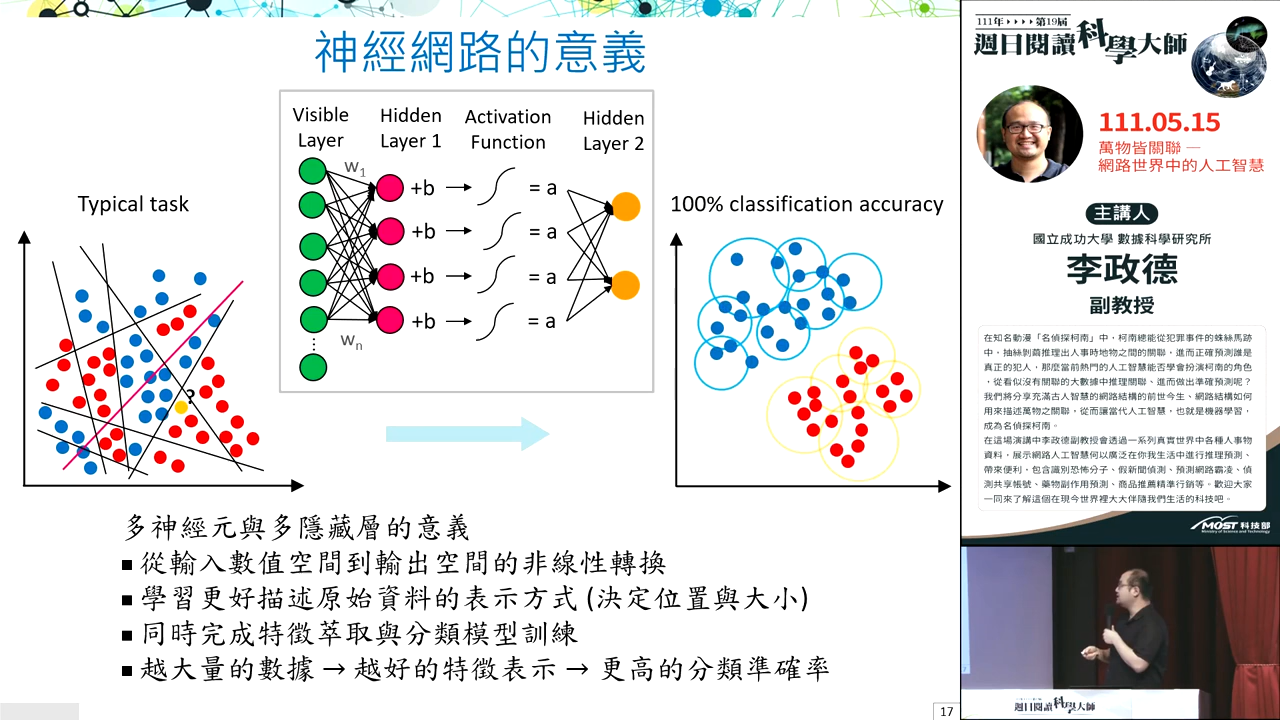 神經網路的意義
Visible Layer
Hidden Layer 1
Activation Function
Hidden Layer 2
w1
+b = a
+b = a
+b = a
+b = a
wn
Typical task
?
100% classification accuracy
多神經元與多隱藏層的意義
▪ 從輸入數值空間到輸出空間的非線性轉換
▪ 學習更好描述原始資料的表示方式 (決定位置與大小)
▪ 同時完成特徵萃取與分類模型訓練
▪ 越大量的數據 → 越好的特徵表示 → 更高的分類準確率
17
111年 第19屆
週日閱讀科學大師
111.05.15
萬物皆關聯 —
網路世界中的人工智慧
主講人
國立成功大學 數據科學研究所
李政德
副教授
在知名動漫「名偵探柯南」中,柯南總能從犯罪事件的蛛絲馬跡
中,抽絲剝繭推理出人事時地物之間的關聯,進而正確預測誰是
真正的犯人,那麼當前熱門的人工智慧能否學會扮演柯南的角色
,從看似沒有關聯的大數據中推理關聯、進而做出準確預測呢?
我們將分享充滿古人智慧的網路結構的前世今生、網路結構如何
用來描述萬物之關聯,從而讓當代人工智慧,也就是機器學習,
成為名偵探柯南。
在這場演講中李政德副教授會透過一系列真實世界中各種人事物
資料,展示網路人工智慧何以廣泛在你我生活中進行推理預測、
帶來便利,包含識別恐怖分子、假新聞偵測、預測網路霸凌、偵
測共享帳號、藥物副作用預測、商品推薦精準行銷等。歡迎大家
一同來了解這個在現今世界裡大大伴隨我們生活的科技吧。
MOST 科技部
Ministry of Science and Technology
週日閱讀科學大師